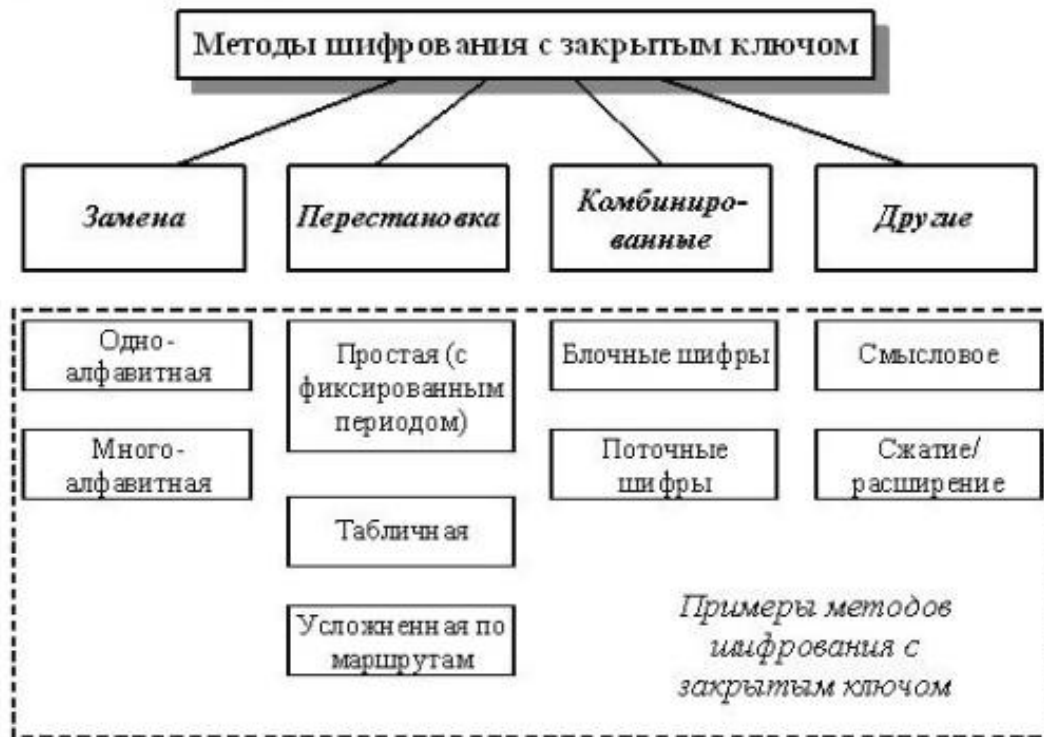 Методы шифрования с закрытым ключом
Замена
Перестановка
Комбиниро-
ванные
Другие
Одно-
алфавитная
Много-
алфавитная
Простая (с
фиксированным
периодом)
Табличная
Усложненная по
маршрутам
Блочные шифры
Поточные
шифры
Смысловое
Сжатие/
расширение
Примеры методов
шифрования с
закрытым ключом